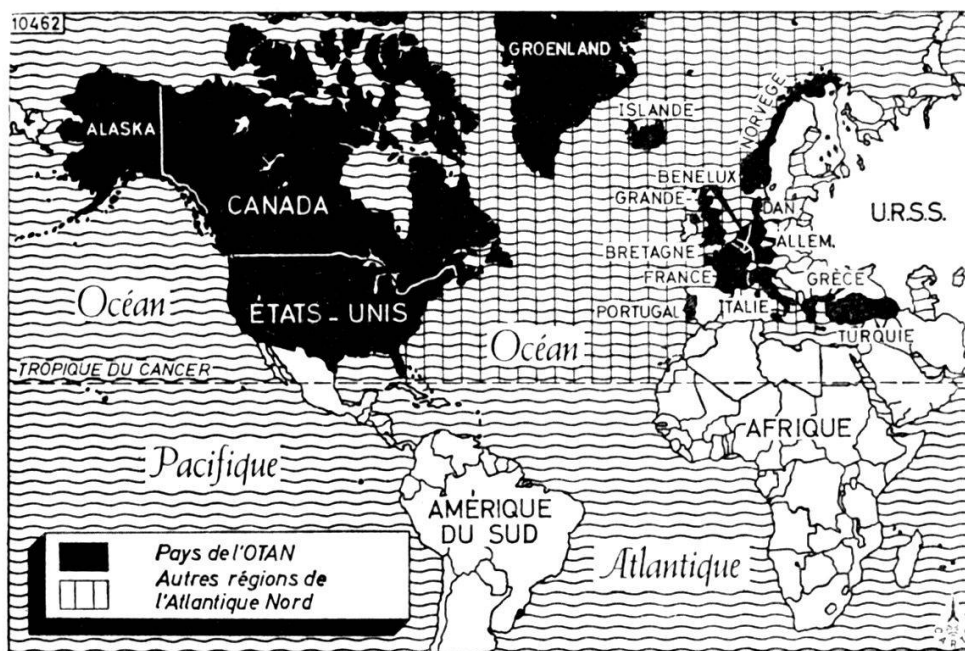 10462
GROENLAND
ISLANDE
NORVÈGE
ALASKA
BENELUX
GRANDE-
DAN.
CANADA
U.R.S.S.
BRETAGNE
ALLEM.
FRANCE
GRÈCE
Océan
ÉTATS-UNIS
PORTUGAL
ITALIE
TURQUIE
Océan
TROPIQUE DU CANCER
AFRIQUE
Pacifique
AMÉRIQUE
DU SUD
Atlantique
Pays de l'OTAN
Autres régions de
l'Atlantique Nord